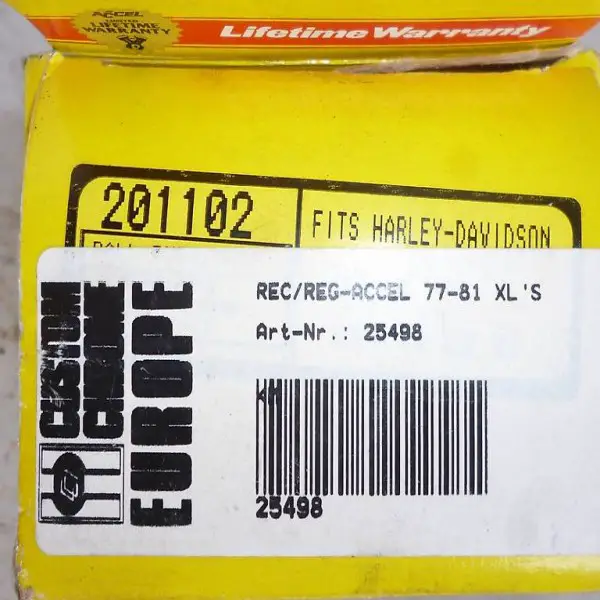 ACCEL
LIMITED
LIFETIME
WARRANTY
Lifetime Warranty
201102
FITS HARLEY-DAVIDSON
REC/REG-ACCEL 77-81 XL'S
Art-Nr.: 25498
CUSTOM
CHROME
EUROPE
KM
25498